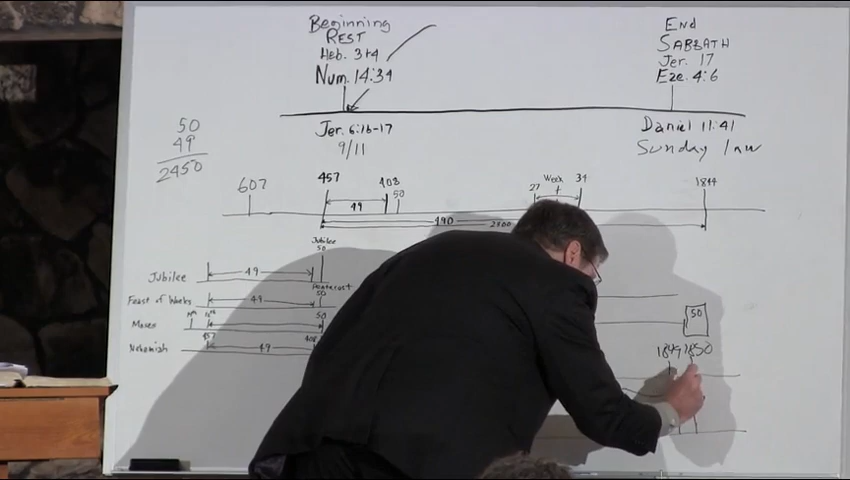 Beginning
REST
Heb. 3+4
Num. 14:34
End
SABBATH
Jer. 17
Eze. 4:6
Jer. 6:16-17
9/11
Daniel 11:41
Sunday law
50
49
2450
607
457
408
50
49
27
Week
34
1844
490
2300
Jubilee
49
Jubilee
50
Feast of Weeks
49
Pentecost
50
Moses
50
Nehemiah
457
49
408
50
1849 1850